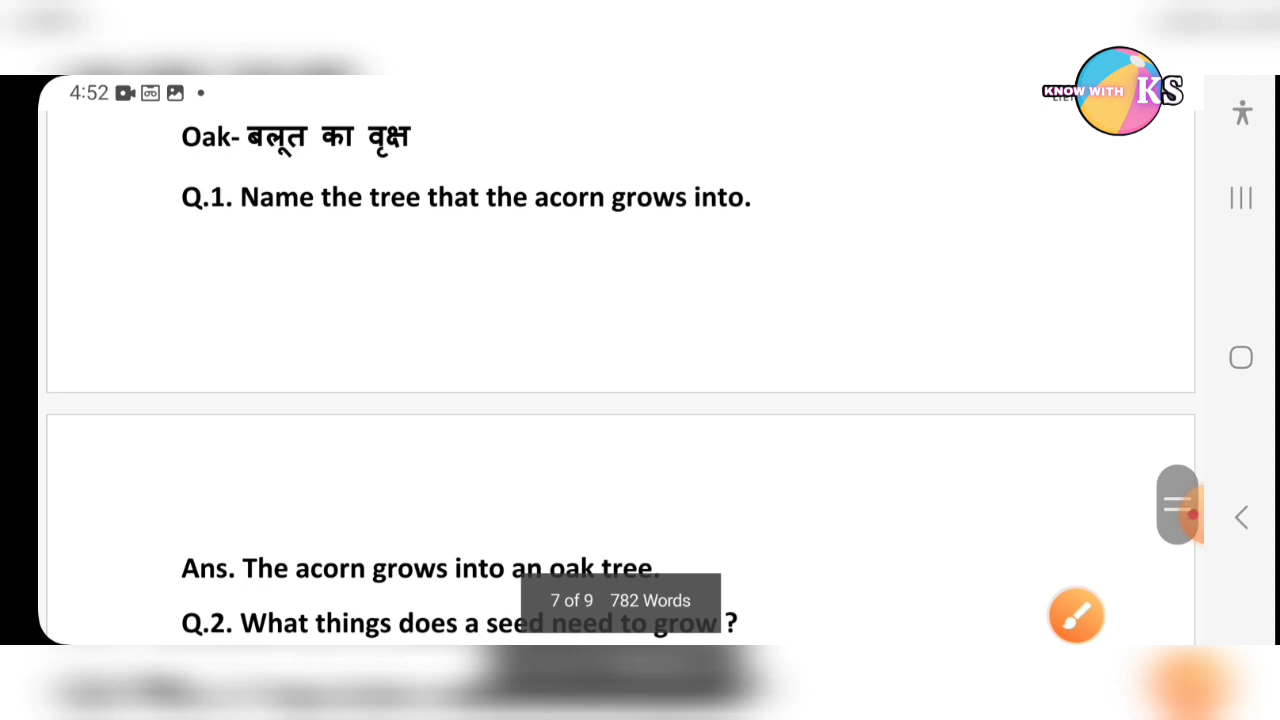 4:52
KNOW WITH KS
Oak- बलूत का वृक्ष
Q.1. Name the tree that the acorn grows into.
Ans. The acorn grows into an oak tree.
7 of 9 782 Words
Q.2. What things does a seed need to grow ?